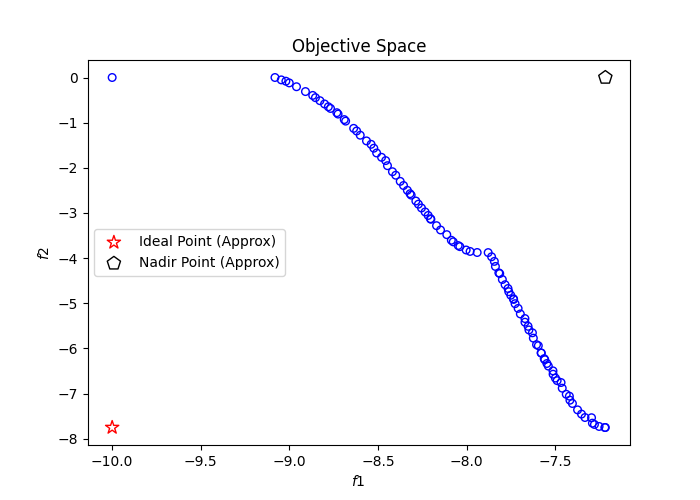 Objective Space
0
−1
−2
−3
−4
−5
−6
−7
−8
f2
Ideal Point (Approx)
Nadir Point (Approx)
−10.0 −9.5 −9.0 −8.5 −8.0 −7.5
f1